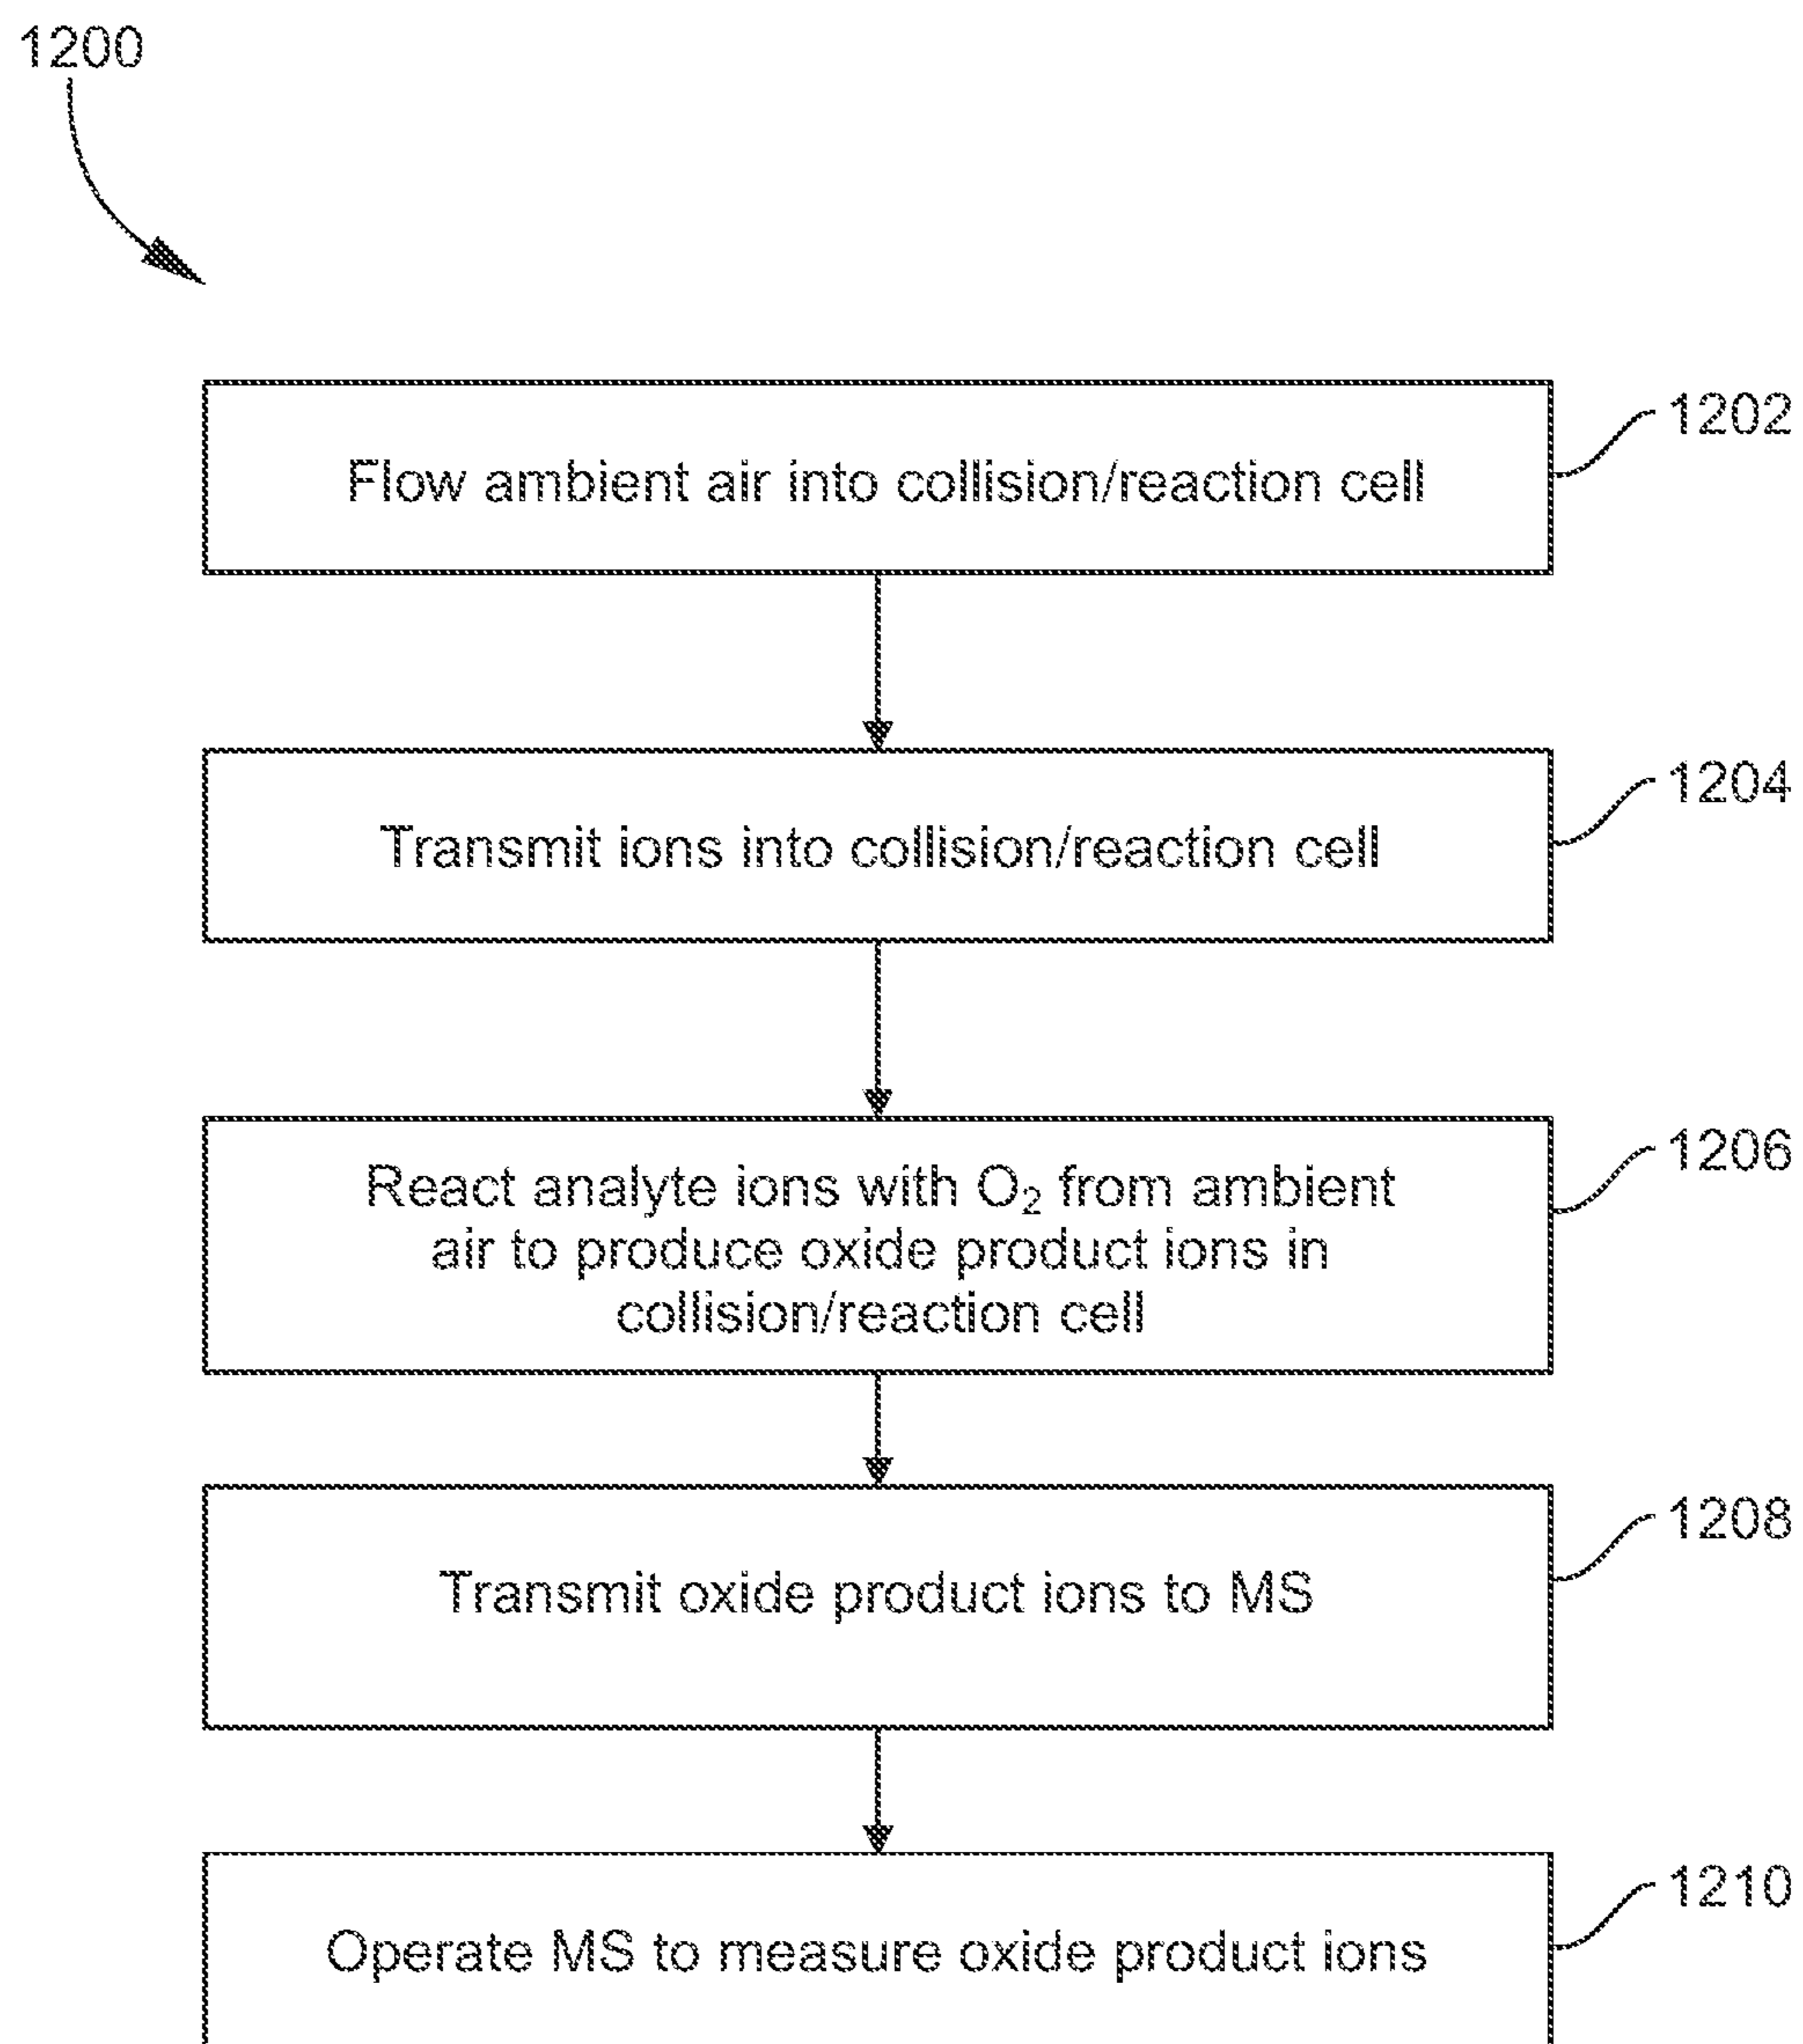 1200
Flow ambient air into collision/reaction cell
1202
Transmit ions into collision/reaction cell
1204
React analyte ions with O₂ from ambient
air to produce oxide product ions in
collision/reaction cell
1206
Transmit oxide product ions to MS
1208
Operate MS to measure oxide product ions
1210